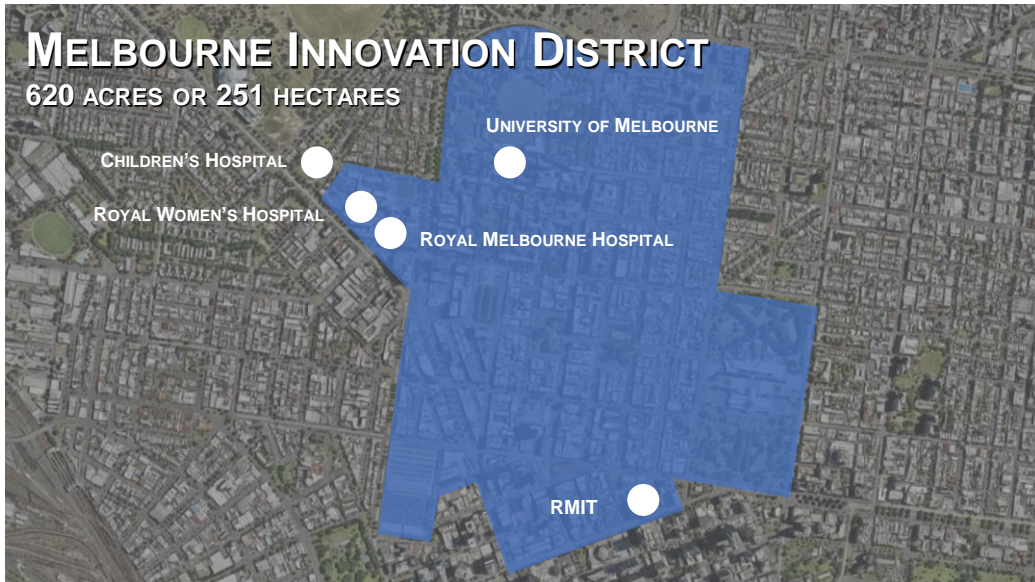 MELBOURNE INNOVATION DISTRICT
620 ACRES OR 251 HECTARES
UNIVERSITY OF MELBOURNE
CHILDREN'S HOSPITAL
ROYAL WOMEN'S HOSPITAL
ROYAL MELBOURNE HOSPITAL
RMIT